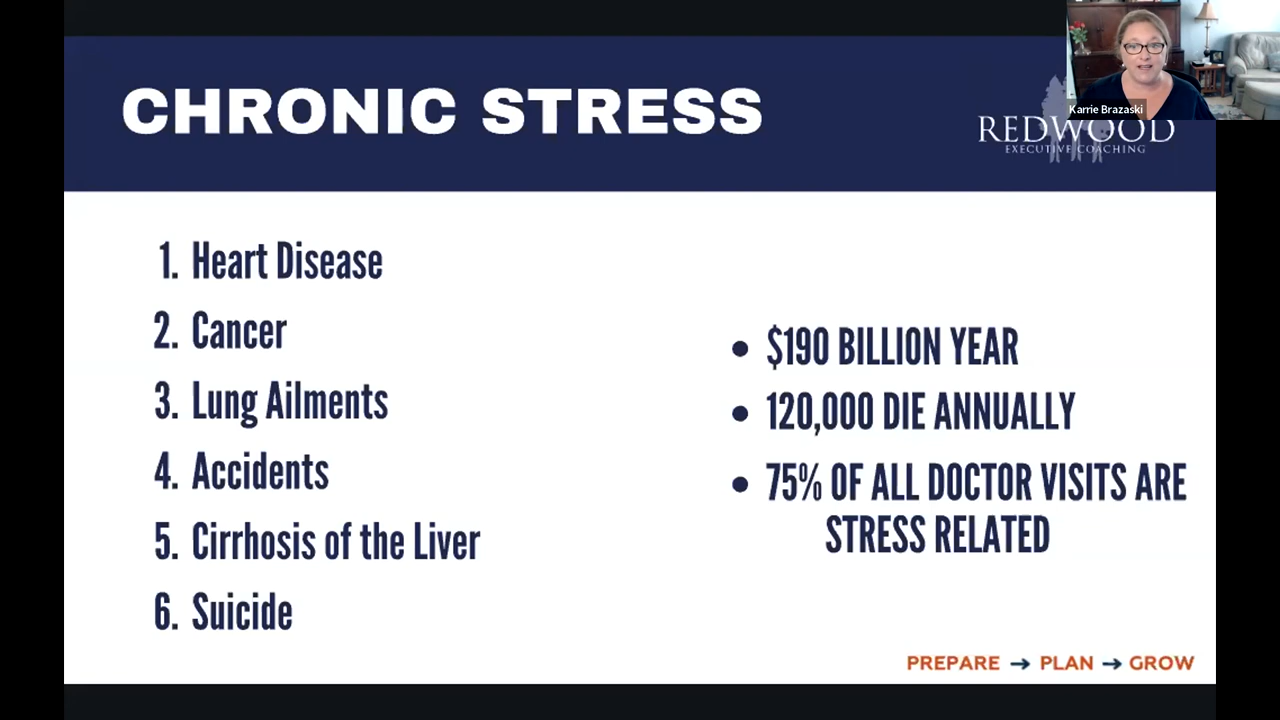 CHRONIC STRESS
Karrie Brazaski
REDWOOD
EXECUTIVE COACHING
1. Heart Disease
2. Cancer
3. Lung Ailments
4. Accidents
5. Cirrhosis of the Liver
6. Suicide
• $190 BILLION YEAR
• 120,000 DIE ANNUALLY
• 75% OF ALL DOCTOR VISITS ARE
STRESS RELATED
PREPARE → PLAN → GROW